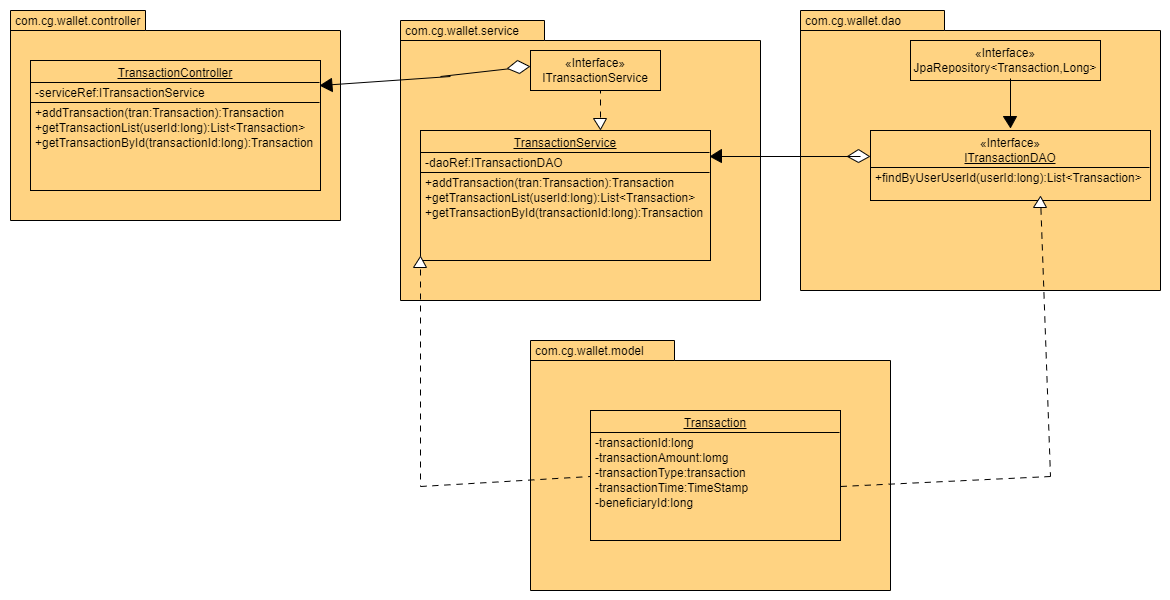 com.cg.wallet.controller
TransactionController
-serviceRef:ITransactionService
+addTransaction(tran:Transaction):Transaction
+getTransactionList(userId:long):List<Transaction>
+getTransactionById(transactionId:long):Transaction
com.cg.wallet.service
«Interface»
ITransactionService
TransactionService
-daoRef:ITransactionDAO
+addTransaction(tran:Transaction):Transaction
+getTransactionList(userId:long):List<Transaction>
+getTransactionById(transactionId:long):Transaction
com.cg.wallet.dao
«Interface»
JpaRepository<Transaction,Long>
«Interface»
ITransactionDAO
+findByUserUserId(userId:long):List<Transaction>
com.cg.wallet.model
Transaction
-transactionId:long
-transactionAmount:lomg
-transactionType:transaction
-transactionTime:TimeStamp
-beneficiaryId:long